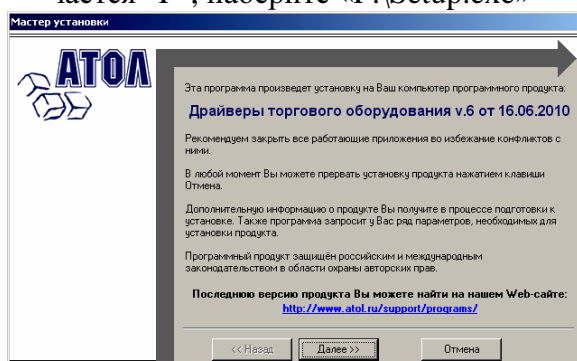 чается "F", наберите «F:\Setup.exe»
Мастер установки
АТОЛ
Эта программа произведет установку на Ваш компьютер программного продукта:
Драйверы торгового оборудования v.6 от 16.06.2010
Рекомендуем закрыть все работающие приложения во избежание конфликтов с
ними.
В любой момент Вы можете прервать установку продукта нажатием клавиши
Отмена.
Дополнительную информацию о продукте Вы получите в процессе подготовки к
установке. Также программа запросит у Вас ряд параметров, необходимых для
установки продукта.
Программный продукт защищён российским и международным
законодательством в области охраны авторских прав.
Последнюю версию продукта Вы можете найти на нашем Web-сайте:
http://www.atol.ru/support/programs/
<< Назад Далее >> Отмена